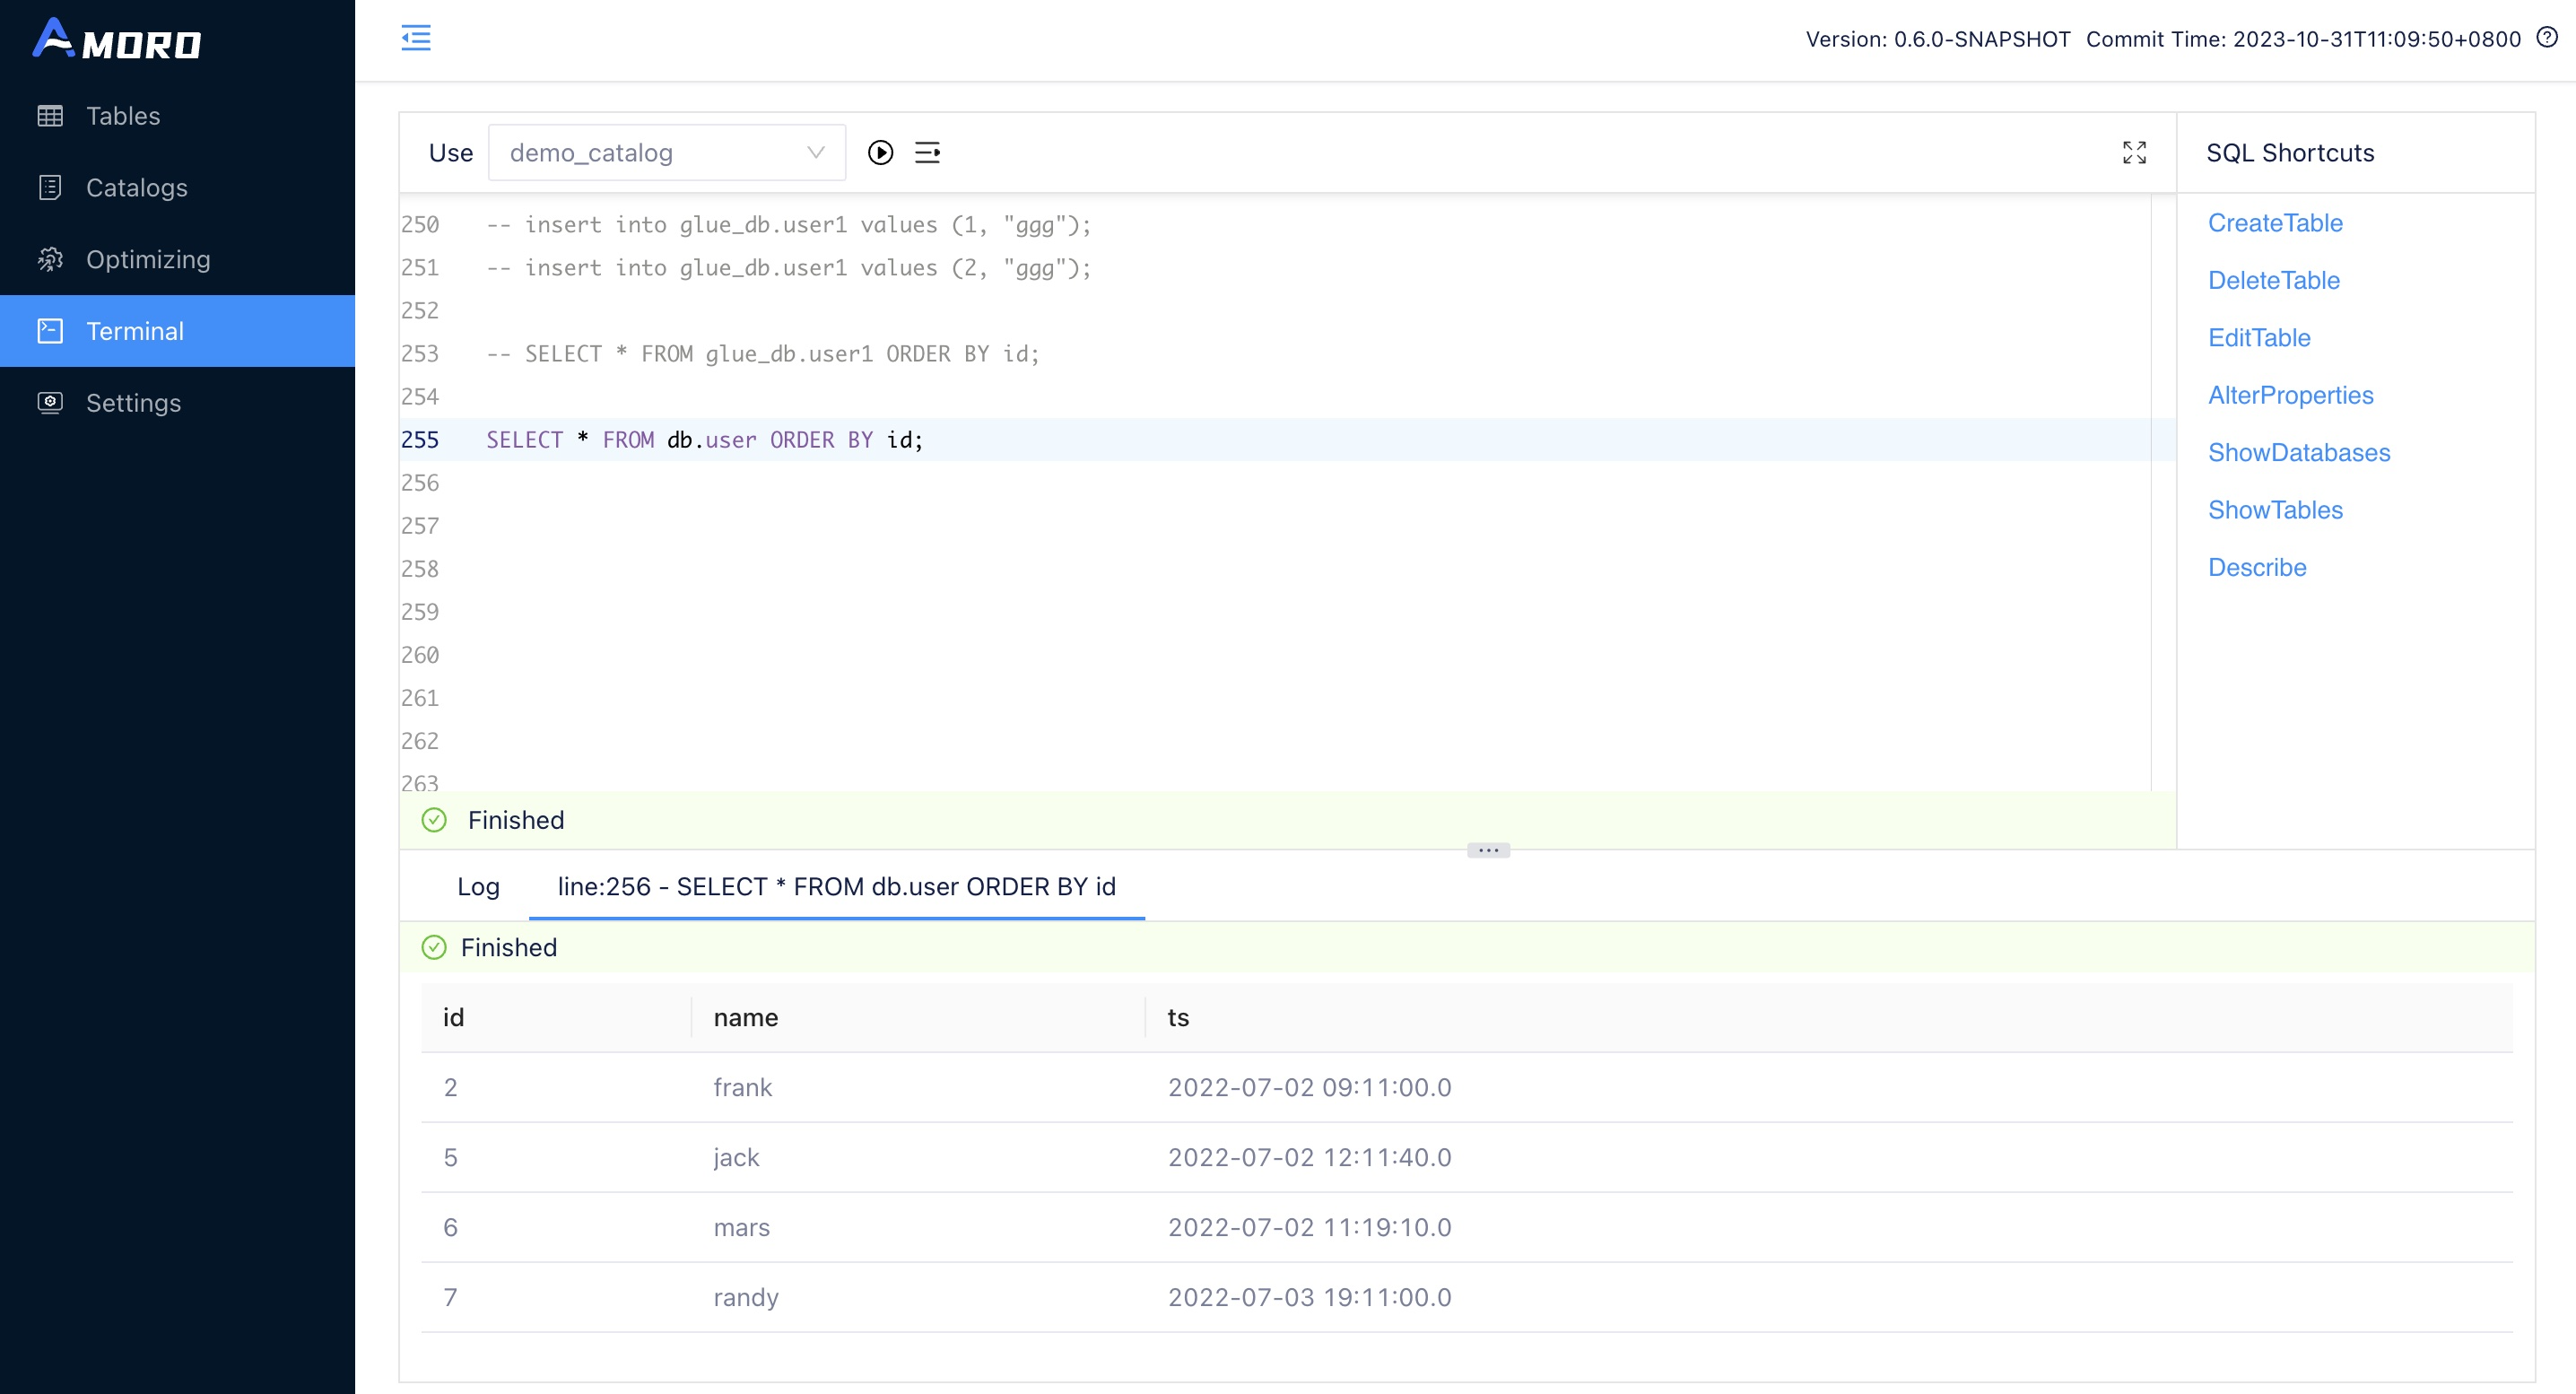 AMORO
Version: 0.6.0-SNAPSHOT Commit Time: 2023-10-31T11:09:50+0800
Tables
Catalogs
Optimizing
Terminal
Settings
Use demo_catalog
250 -- insert into glue_db.user1 values (1, "ggg");
251 -- insert into glue_db.user1 values (2, "ggg");
252
253 -- SELECT * FROM glue_db.user1 ORDER BY id;
254
255 SELECT * FROM db.user ORDER BY id;
256
257
258
259
260
261
262
263
Finished
SQL Shortcuts
CreateTable
DeleteTable
EditTable
AlterProperties
ShowDatabases
ShowTables
Describe
Log line:256 - SELECT * FROM db.user ORDER BY id
Finished
id name ts
2 frank 2022-07-02 09:11:00.0
5 jack 2022-07-02 12:11:40.0
6 mars 2022-07-02 11:19:10.0
7 randy 2022-07-03 19:11:00.0